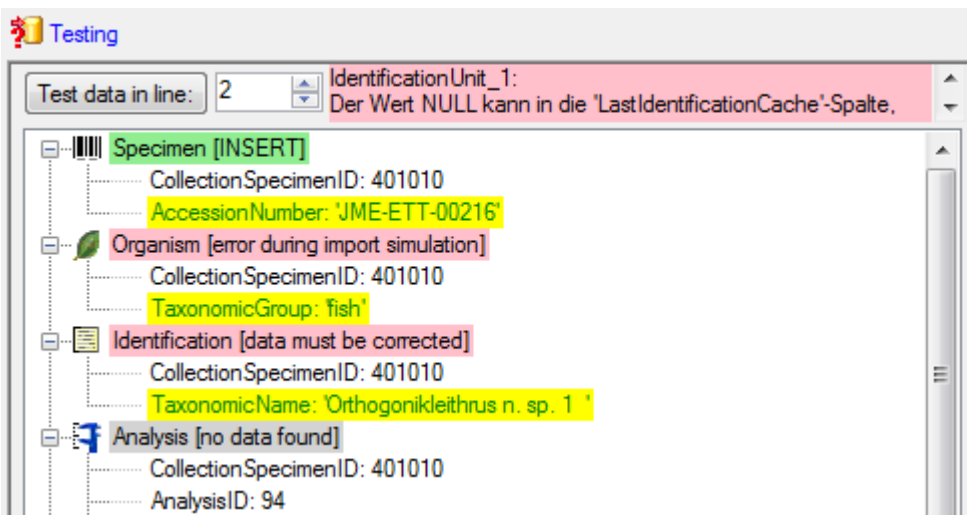 Testing
Test data in line: 2
IdentificationUnit_1:
Der Wert NULL kann in die 'LastIdentificationCache'-Spalte,
Specimen [INSERT]
CollectionSpecimenID: 401010
AccessionNumber: 'JME-ETT-00216'
Organism [error during import simulation]
CollectionSpecimenID: 401010
TaxonomicGroup: 'fish'
Identification [data must be corrected]
CollectionSpecimenID: 401010
TaxonomicName: 'Orthogonikleithrus n. sp. 1  '
Analysis [no data found]
CollectionSpecimenID: 401010
AnalysisID: 94